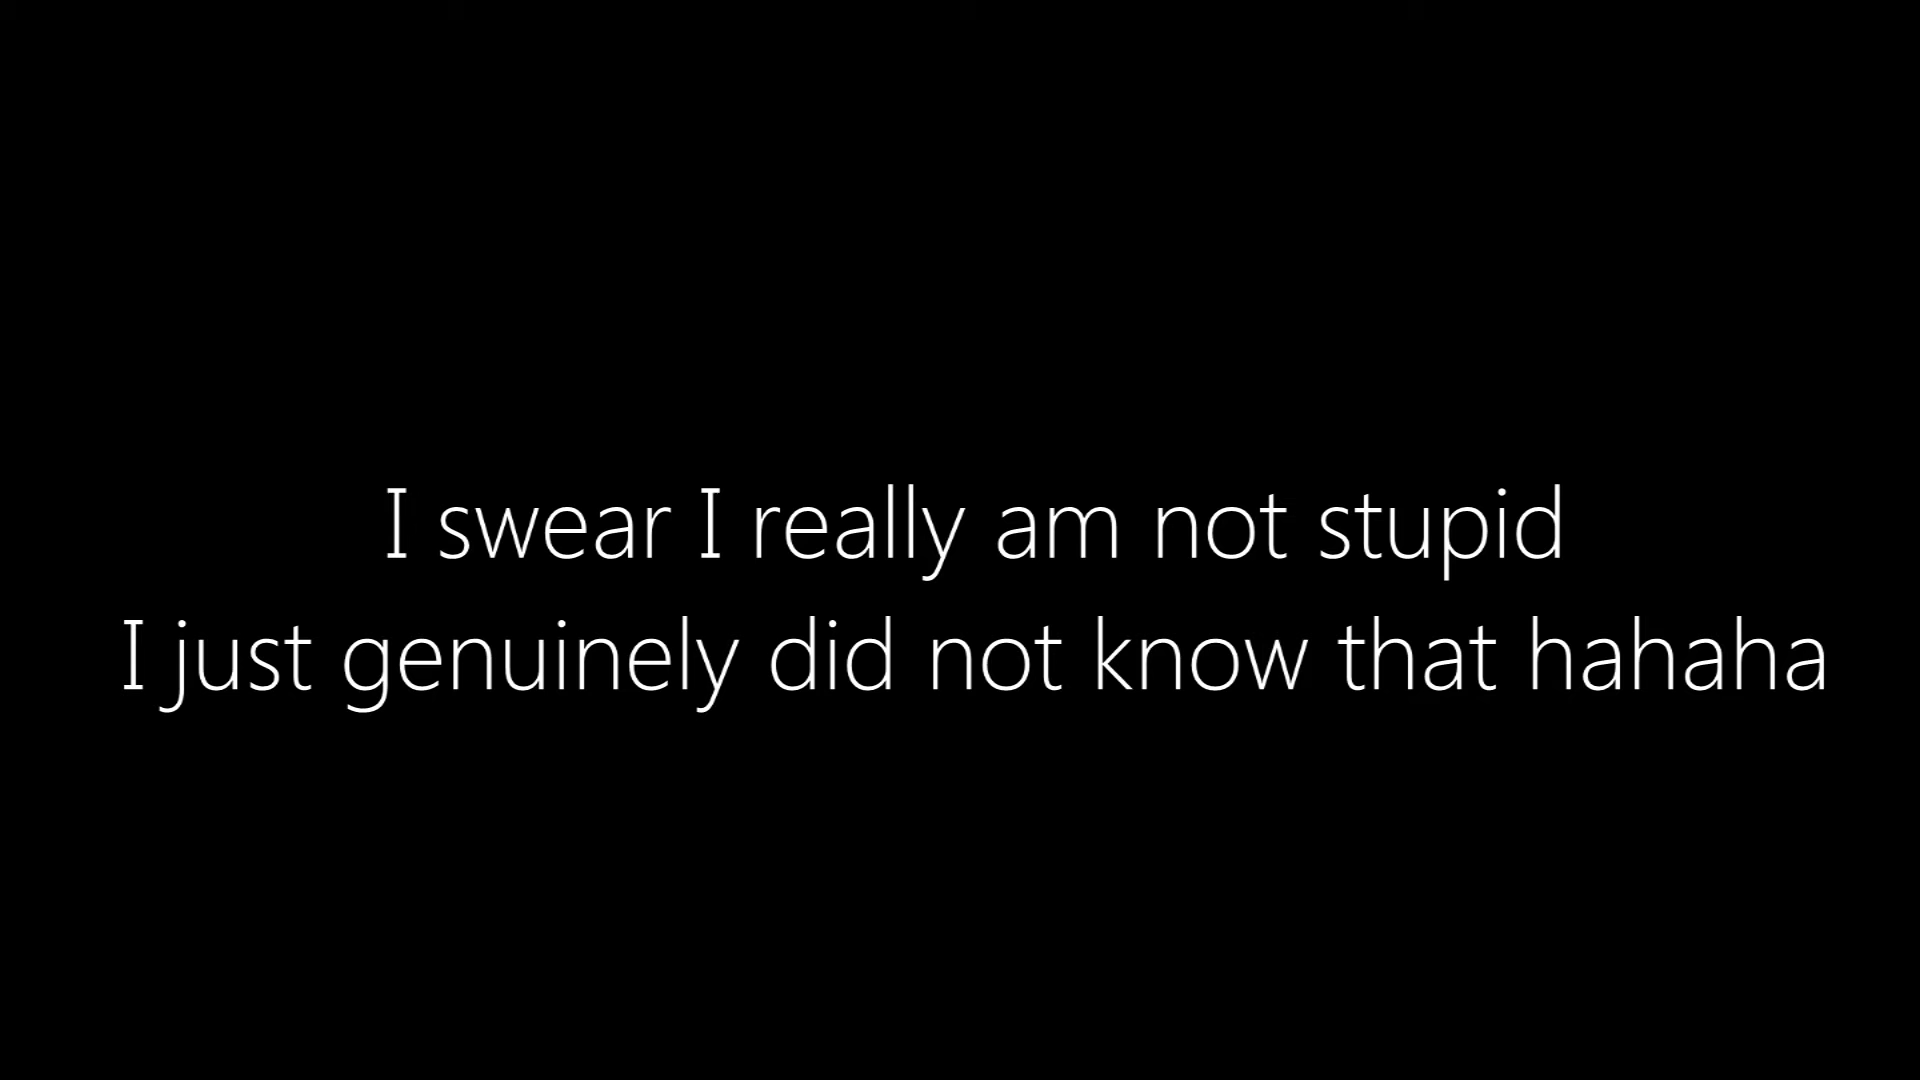 I swear I really am not stupid
I just genuinely did not know that hahaha